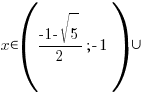 x∈((-1-√5)/2 ; -1) ∪